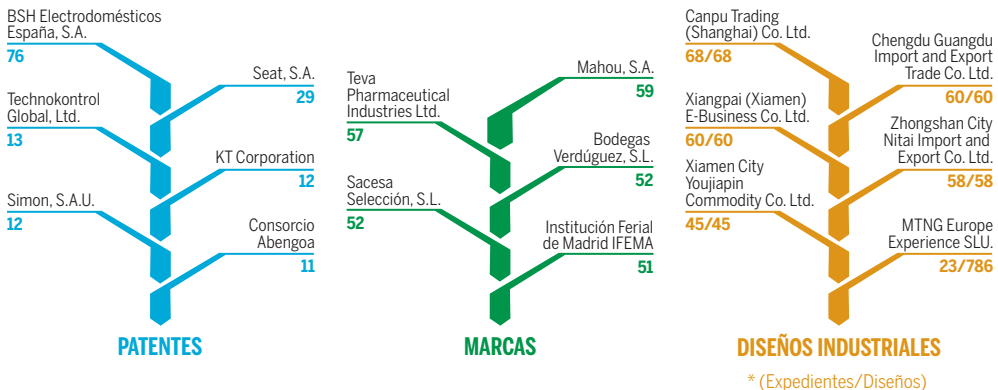 BSH Electrodomésticos
España, S.A.
76
Seat, S.A.
29
Technokontrol
Global, Ltd.
13
KT Corporation
12
Simon, S.A.U.
12
Consorcio
Abengoa
11
PATENTES
Mahou, S.A.
59
Teva
Pharmaceutical
Industries Ltd.
57
Bodegas
Verdúguez, S.L.
52
Sacesa
Selección, S.L.
52
Institución Ferial
de Madrid IFEMA
51
MARCAS
Canpu Trading
(Shanghai) Co. Ltd.
68/68
Chengdu Guangdu
Import and Export
Trade Co. Ltd.
60/60
Xiangpai (Xiamen)
E-Business Co. Ltd.
60/60
Zhongshan City
Nitai Import and
Export Co. Ltd.
58/58
Xiamen City
Youjiapin
Commodity Co. Ltd.
45/45
MTNG Europe
Experience SLU.
23/786
DISEÑOS INDUSTRIALES
* (Expedientes/Diseños)